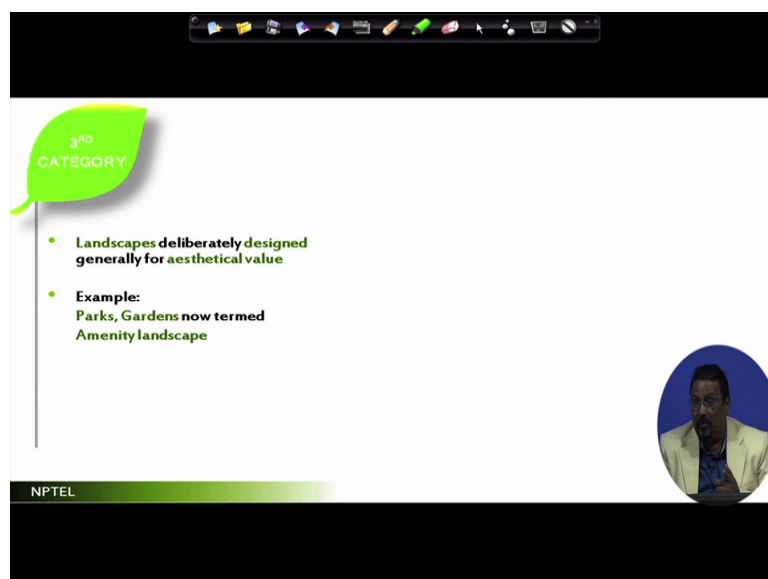 3RD
CATEGORY
Landscapes deliberately designed
generally for aesthetical value
Example:
Parks, Gardens now termed
Amenity landscape
NPTEL